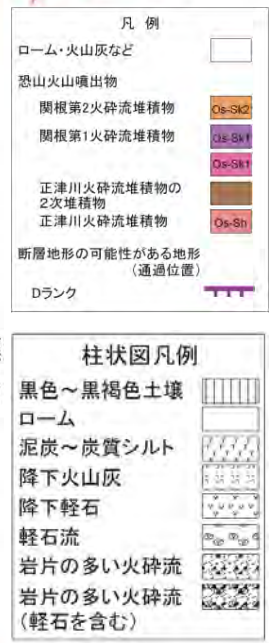 凡 例
ローム・火山灰など
恐山火山噴出物
関根第2火砕流堆積物 Os-Sk2
関根第1火砕流堆積物 Os-Sk1
Os-Sk1
正津川火砕流堆積物の
2次堆積物
正津川火砕流堆積物 Os-Sh
断層地形の可能性がある地形
(通過位置)
Dランク
柱状図凡例
黒色～黒褐色土壌
ローム
泥炭～炭質シルト
降下火山灰
降下軽石
軽石流
岩片の多い火砕流
岩片の多い火砕流
(軽石を含む)